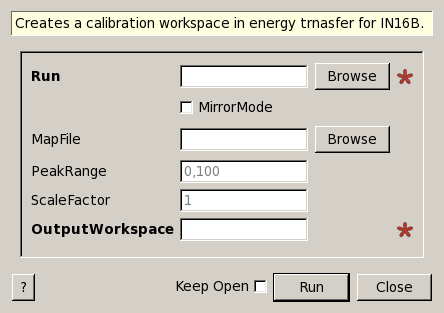 Creates a calibration workspace in energy trnasfer for IN16B.
Run Browse *
MirrorMode
MapFile Browse
PeakRange 0,100
ScaleFactor 1
OutputWorkspace *
? Keep Open Run Close